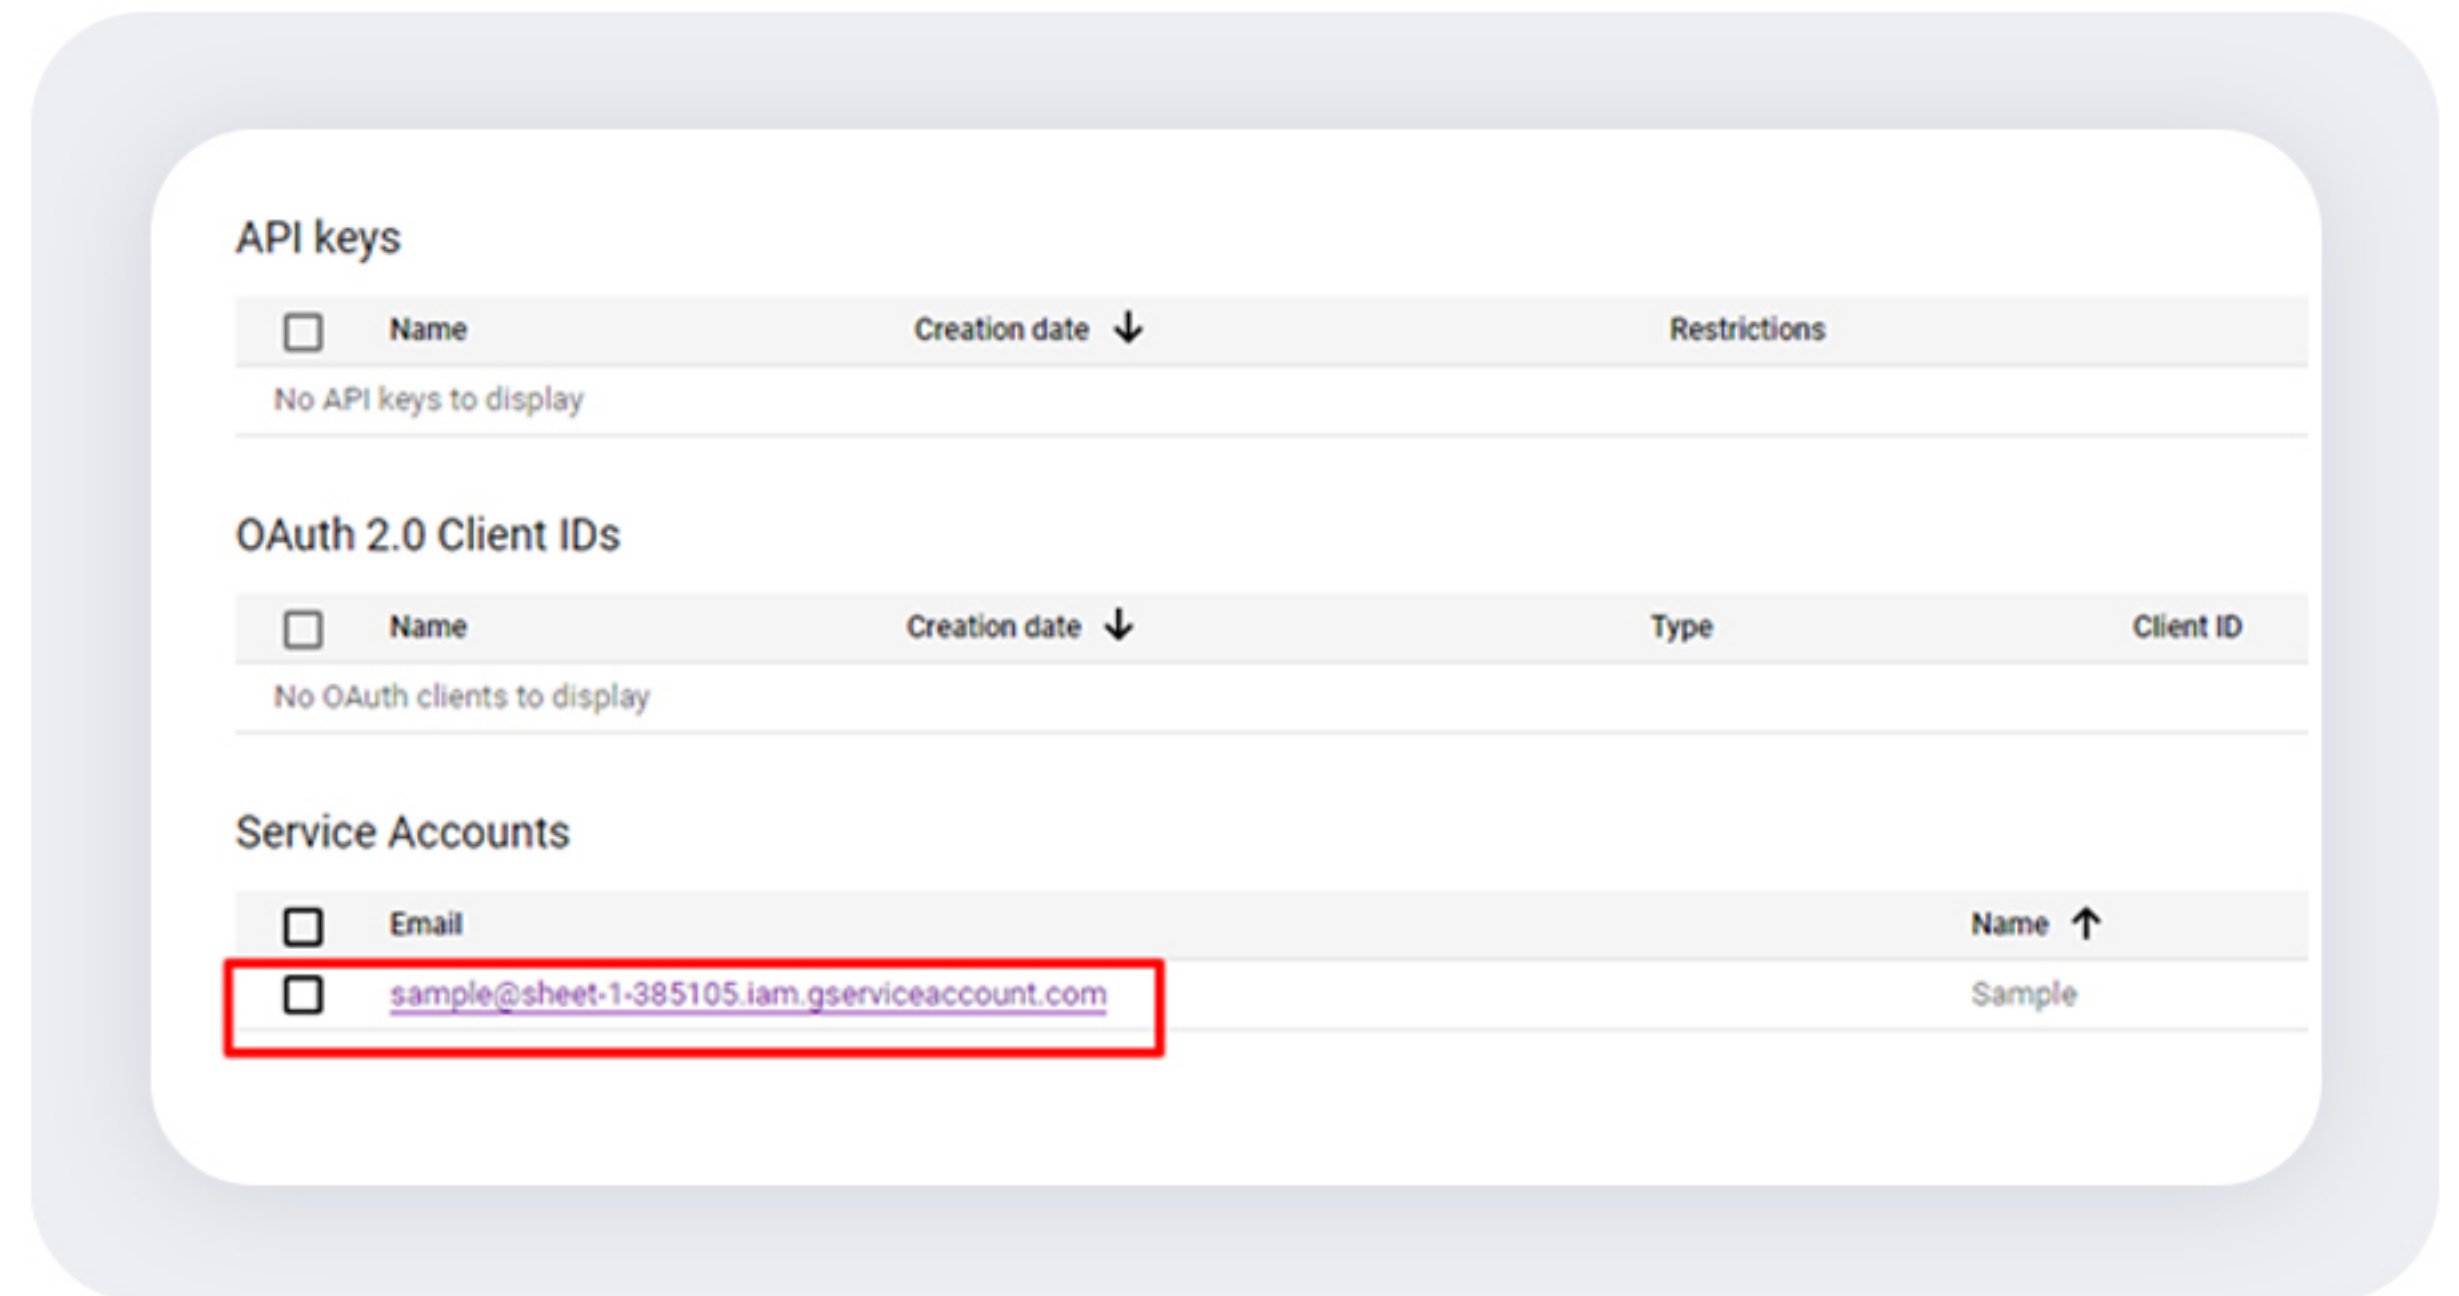 API keys
Name Creation date Restrictions
No API keys to display
OAuth 2.0 Client IDs
Name Creation date Type Client ID
No OAuth clients to display
Service Accounts
Email Name
sample@sheet-1-385105.iam.gserviceaccount.com Sample